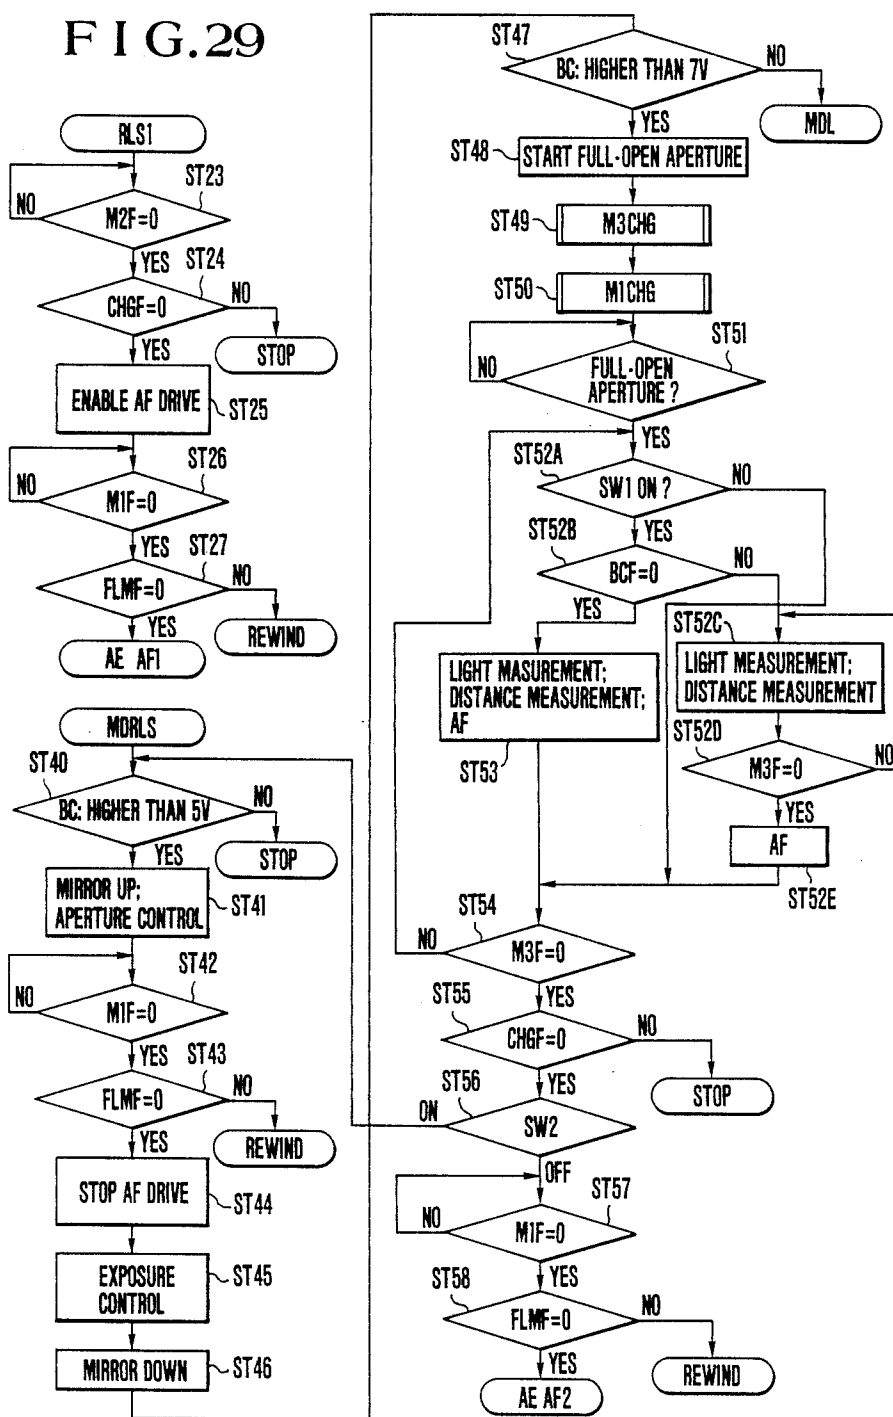 FIG.29
RLS1
ST23
NO
M2F=0
YES
ST24
CHGF=0
NO
YES
STOP
ENABLE AF DRIVE
ST25
ST26
NO
M1F=0
YES
ST27
FLMF=0
NO
YES
REWIND
AE AF1
MDRLS
ST40
BC: HIGHER THAN 5V
NO
YES
STOP
MIRROR UP;
APERTURE CONTROL
ST41
ST42
NO
M1F=0
YES
ST43
FLMF=0
NO
YES
REWIND
STOP AF DRIVE
ST44
EXPOSURE
CONTROL
ST45
MIRROR DOWN
ST46
ST47
BC: HIGHER THAN 7V
NO
YES
MDL
ST48
START FULL-OPEN APERTURE
ST49
M3CHG
ST50
M1CHG
ST51
NO
FULL-OPEN
APERTURE ?
YES
ST52A
SW1 ON ?
NO
YES
ST52B
BCF=0
NO
YES
ST52C
LIGHT MASUREMENT;
DISTANCE MEASUREMENT;
AF
ST53
LIGHT MEASUREMENT;
DISTANCE MEASUREMENT
ST52D
M3F=0
NO
YES
AF
ST52E
ST54
NO
M3F=0
YES
ST55
CHGF=0
NO
YES
STOP
ST56
ON
SW2
OFF
ST57
NO
M1F=0
YES
ST58
FLMF=0
NO
YES
REWIND
AE AF2